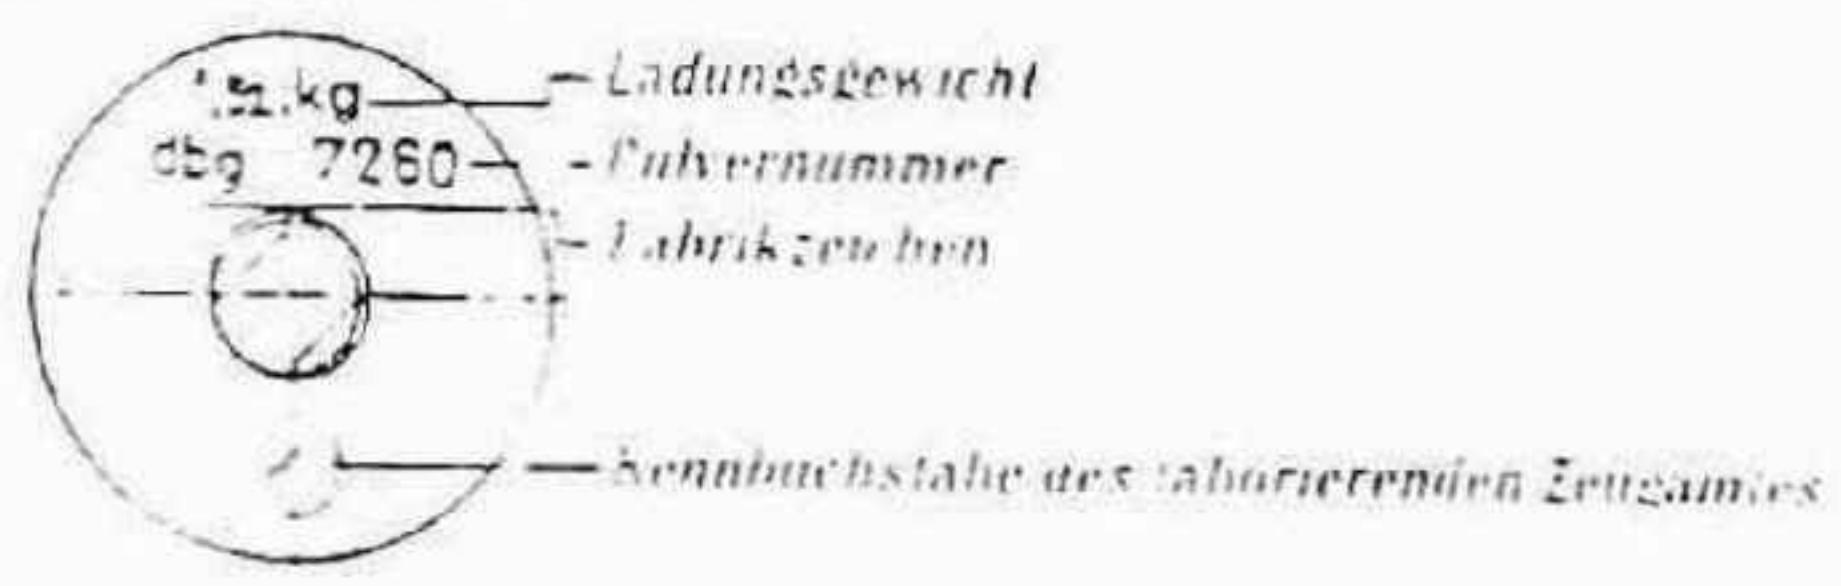 kg Ladungsgewicht
dbg 7260 Pulvernummer
Fabrikzeichen
Kennbuchstabe des laborierenden Zeugamtes